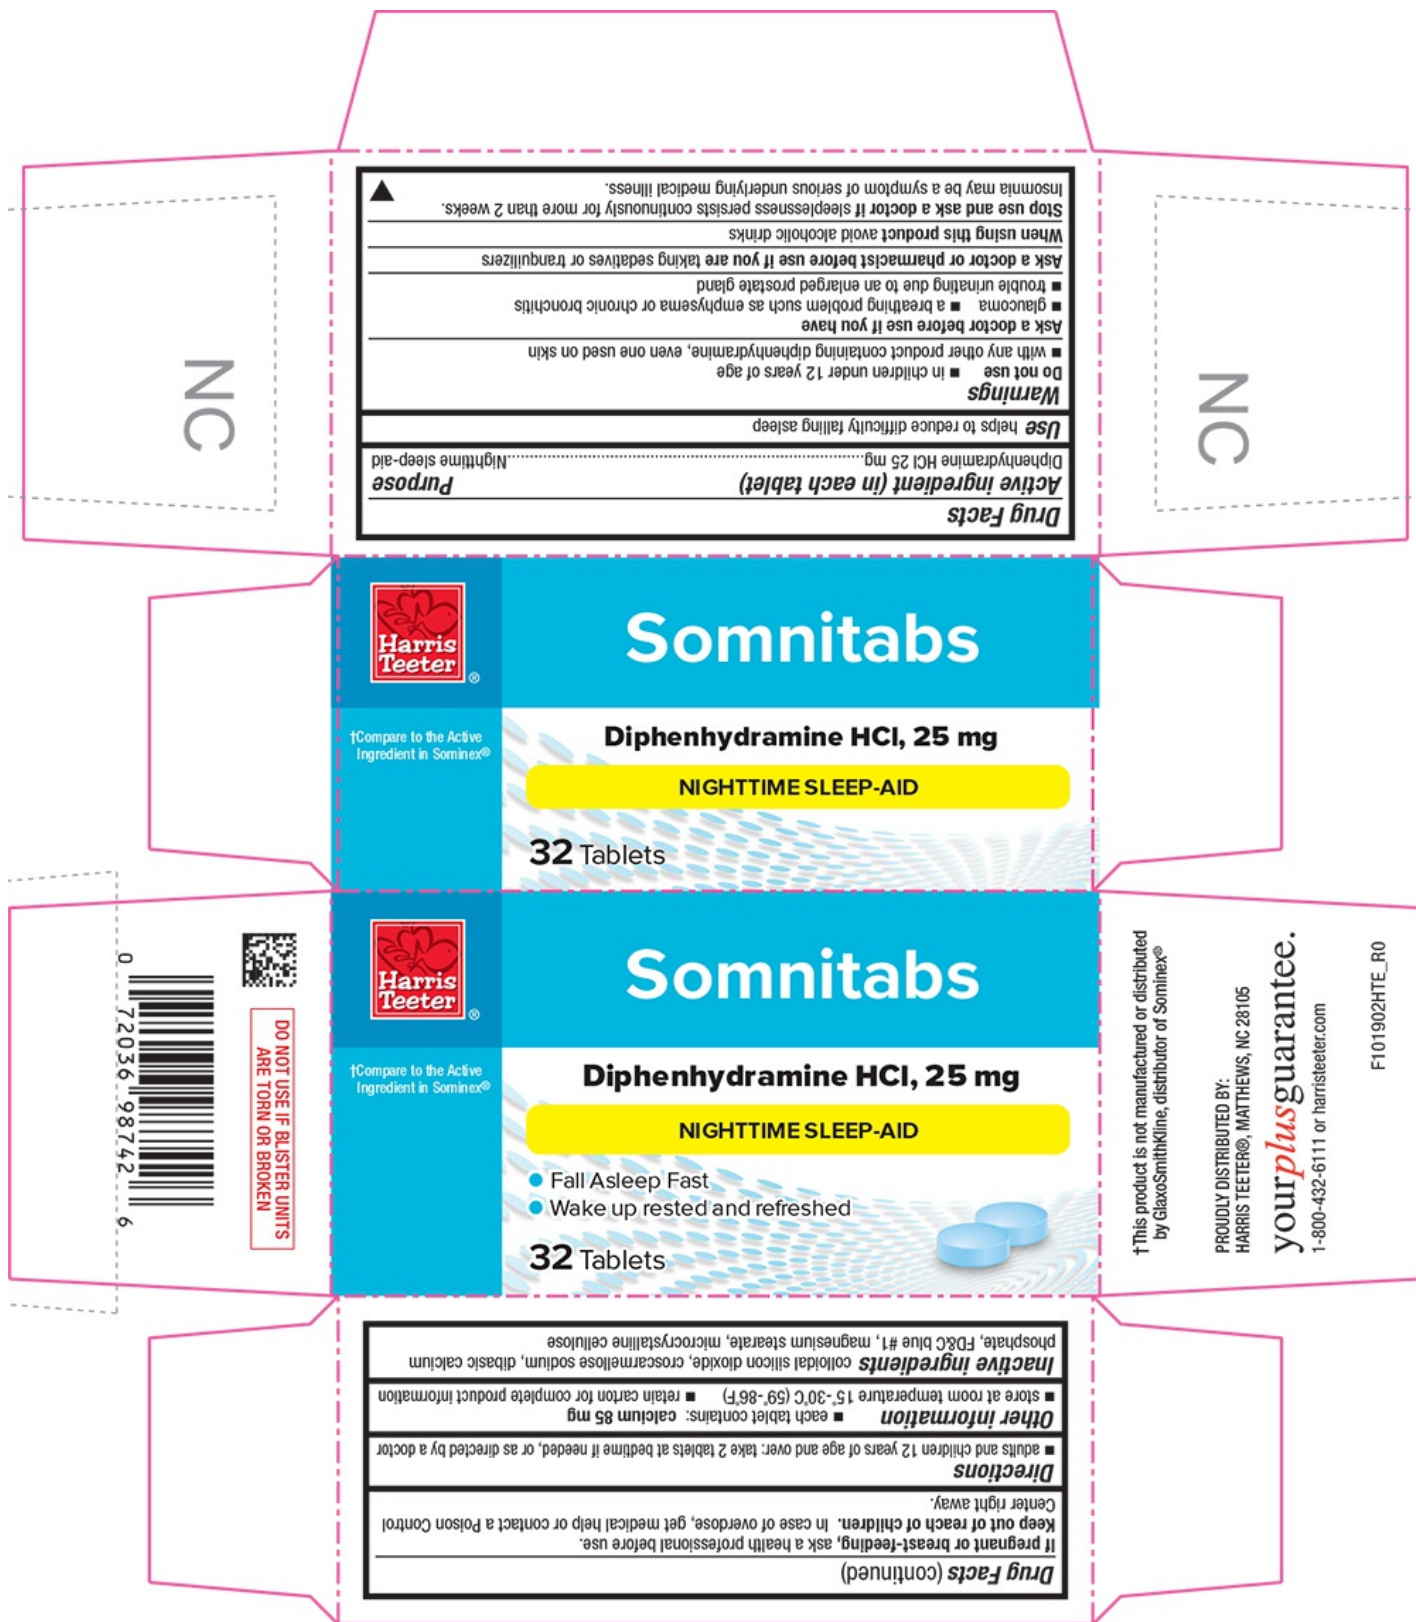 Drug Facts
Active ingredient (in each tablet) Purpose
Diphenhydramine HCl 25 mg..........................................................................Nighttime sleep-aid
Use helps to reduce difficulty falling asleep
Warnings
Do not use ■ in children under 12 years of age
■ with any other product containing diphenhydramine, even one used on skin
Ask a doctor before use if you have
■ glaucoma ■ a breathing problem such as emphysema or chronic bronchitis
■ trouble urinating due to an enlarged prostate gland
Ask a doctor or pharmacist before use if you are taking sedatives or tranquilizers
When using this product avoid alcoholic drinks
Stop use and ask a doctor if sleeplessness persists continuously for more than 2 weeks.
Insomnia may be a symptom of serious underlying medical illness.
NC
NC
Harris
Teeter®
Somnitabs
†Compare to the Active
Ingredient in Sominex®
Diphenhydramine HCl, 25 mg
NIGHTTIME SLEEP-AID
32 Tablets
Harris
Teeter®
Somnitabs
†Compare to the Active
Ingredient in Sominex®
Diphenhydramine HCl, 25 mg
NIGHTTIME SLEEP-AID
Fall Asleep Fast
Wake up rested and refreshed
32 Tablets
DO NOT USE IF BLISTER UNITS
ARE TORN OR BROKEN
0 72036 98742 6
†This product is not manufactured or distributed
by GlaxoSmithKline, distributor of Sominex®
PROUDLY DISTRIBUTED BY:
HARRIS TEETER®, MATTHEWS, NC 28105
yourplusguarantee.
1-800-432-6111 or harristeeter.com
F101902HTE_R0
Drug Facts (continued)
If pregnant or breast-feeding, ask a health professional before use.
Keep out of reach of children. In case of overdose, get medical help or contact a Poison Control
Center right away.
Directions
■ adults and children 12 years of age and over: take 2 tablets at bedtime if needed, or as directed by a doctor
Other information ■ each tablet contains: calcium 85 mg
■ store at room temperature 15°-30°C (59°-86°F) ■ retain carton for complete product information
Inactive ingredients colloidal silicon dioxide, croscarmellose sodium, dibasic calcium
phosphate, FD&C blue #1, magnesium stearate, microcrystalline cellulose